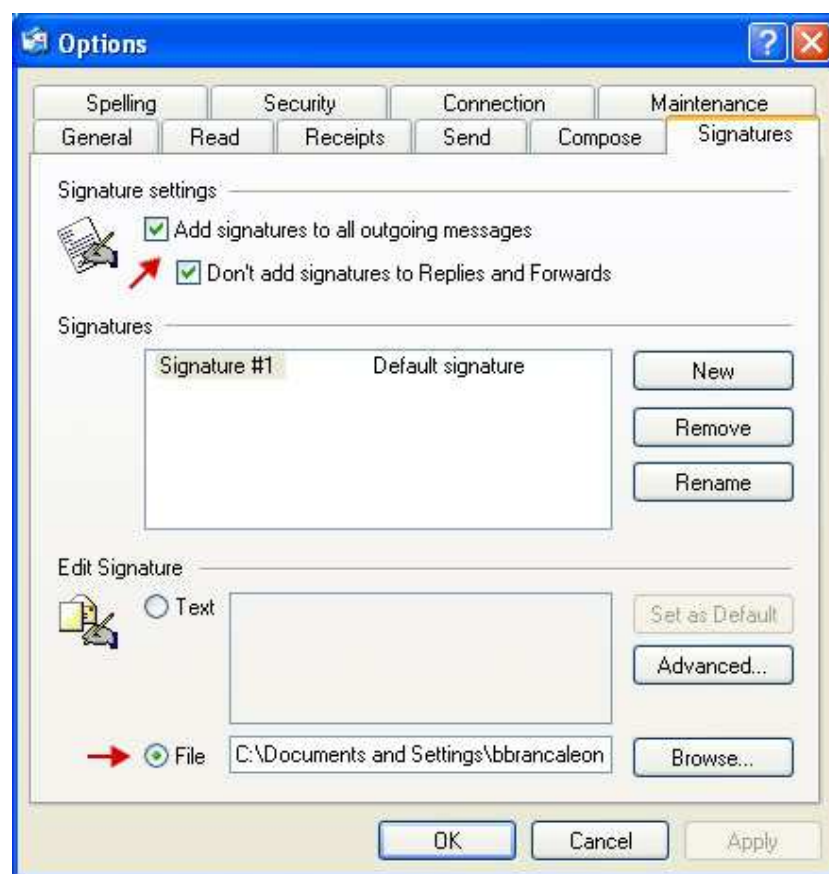 Options
Spelling Security Connection Maintenance
General Read Receipts Send Compose Signatures
Signature settings
Add signatures to all outgoing messages
Don't add signatures to Replies and Forwards
Signatures
Signature #1 Default signature
New
Remove
Rename
Edit Signature
Text
Set as Default
Advanced...
File C:\Documents and Settings\bbrancaleon Browse...
OK Cancel Apply